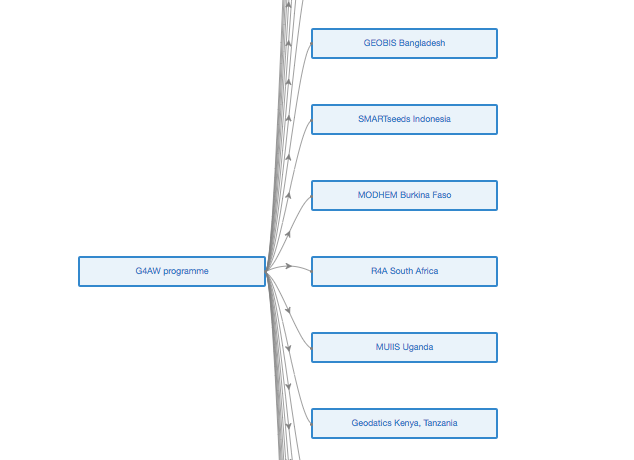 GEOBIS Bangladesh
SMARTseeds Indonesia
MODHEM Burkina Faso
G4AW programme
R4A South Africa
MUIIS Uganda
Geodatics Kenya, Tanzania